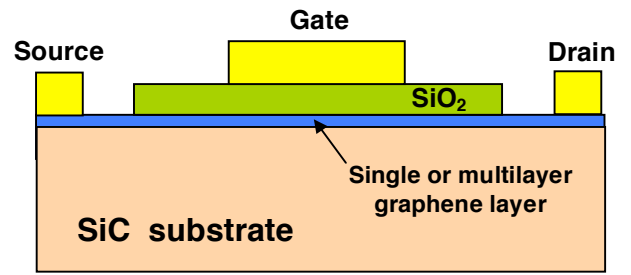 Gate
Source
Drain
SiO₂
Single or multilayer
graphene layer
SiC substrate